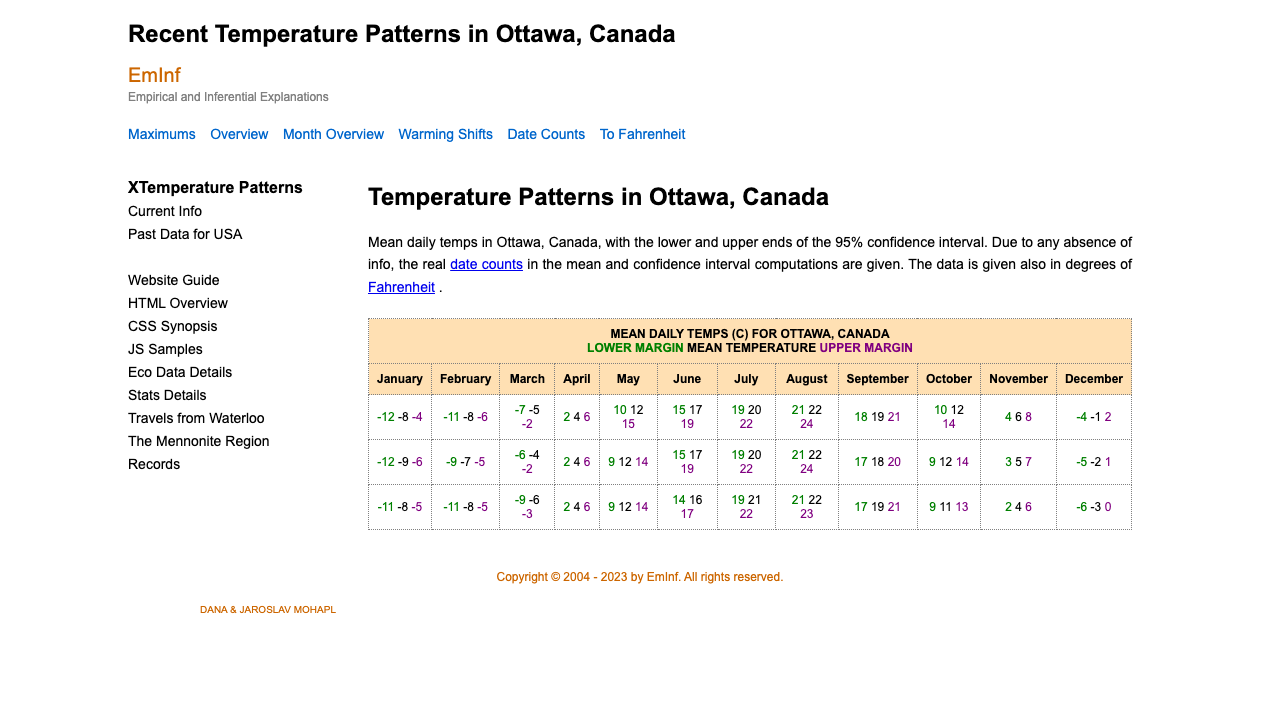 Recent Temperature Patterns in Ottawa, Canada
EmInf
Empirical and Inferential Explanations
Maximums Overview Month Overview Warming Shifts Date Counts To Fahrenheit
XTemperature Patterns
Current Info
Past Data for USA
Website Guide
HTML Overview
CSS Synopsis
JS Samples
Eco Data Details
Stats Details
Travels from Waterloo
The Mennonite Region
Records
Temperature Patterns in Ottawa, Canada
Mean daily temps in Ottawa, Canada, with the lower and upper ends of the 95% confidence interval. Due to any absence of
info, the real date counts in the mean and confidence interval computations are given. The data is given also in degrees of
Fahrenheit .
MEAN DAILY TEMPS (C) FOR OTTAWA, CANADA
LOWER MARGIN MEAN TEMPERATURE UPPER MARGIN
January February March April May June July August September October November December
-12 -8 -4 -11 -8 -6 -7 -5 -2 2 4 6 10 12 15 15 17 19 19 20 22 21 22 24 18 19 21 10 12 14 4 6 8 -4 -1 2
-12 -9 -6 -9 -7 -5 -6 -4 -2 2 4 6 9 12 14 15 17 19 19 20 22 21 22 24 17 18 20 9 12 14 3 5 7 -5 -2 1
-11 -8 -5 -11 -8 -5 -9 -6 -3 2 4 6 9 12 14 14 16 17 19 21 22 21 22 23 17 19 21 9 11 13 2 4 6 -6 -3 0
Copyright © 2004 - 2023 by EmInf. All rights reserved.
DANA & JAROSLAV MOHAPL